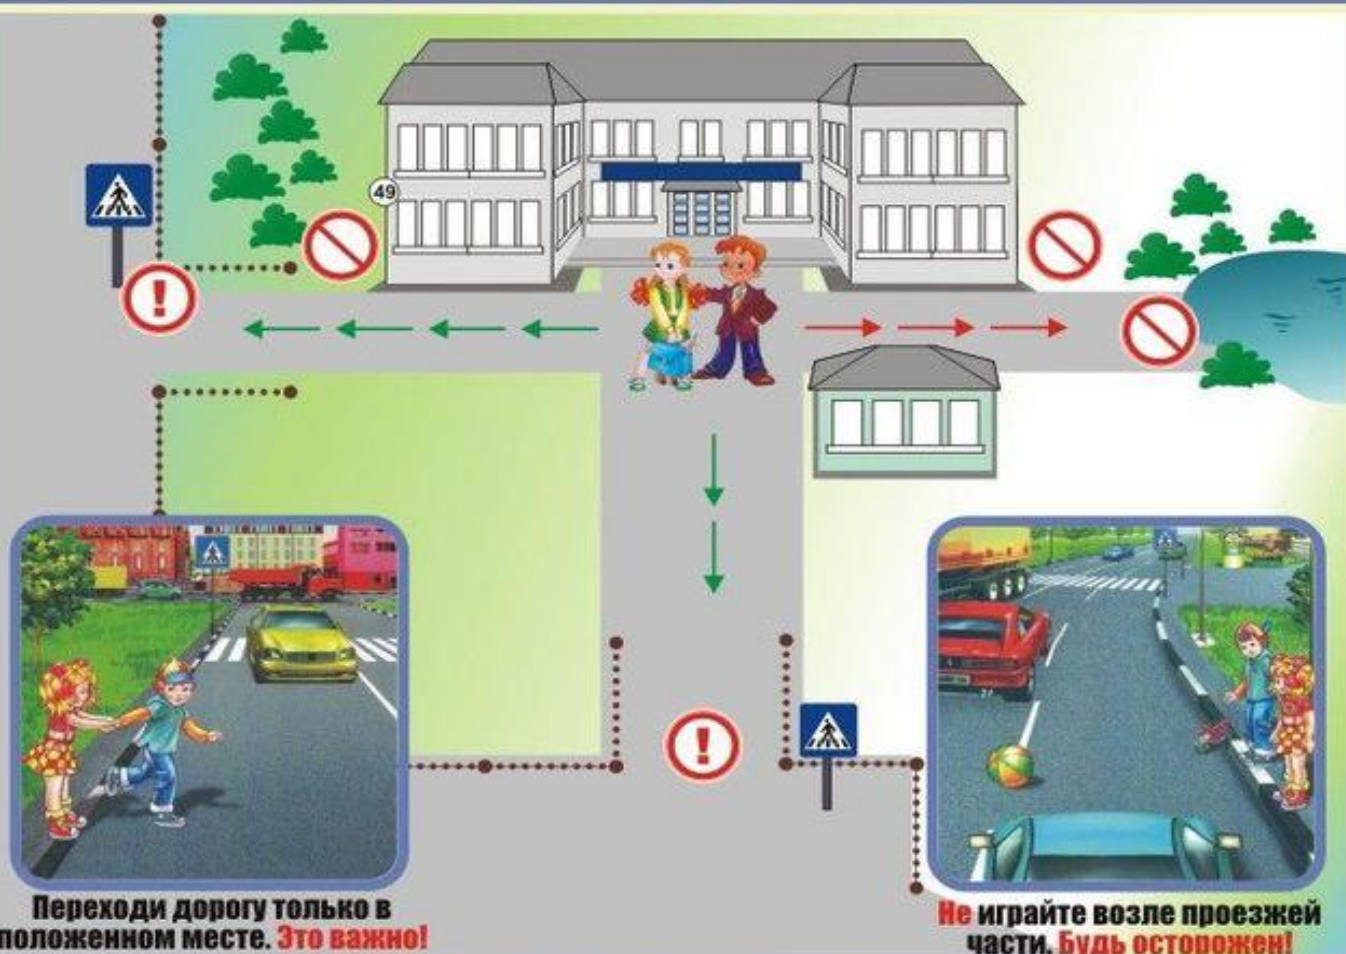 49
Переходи дорогу только в
положенном месте. Это важно!
Не играйте возле проезжей
части. Будь осторожен!